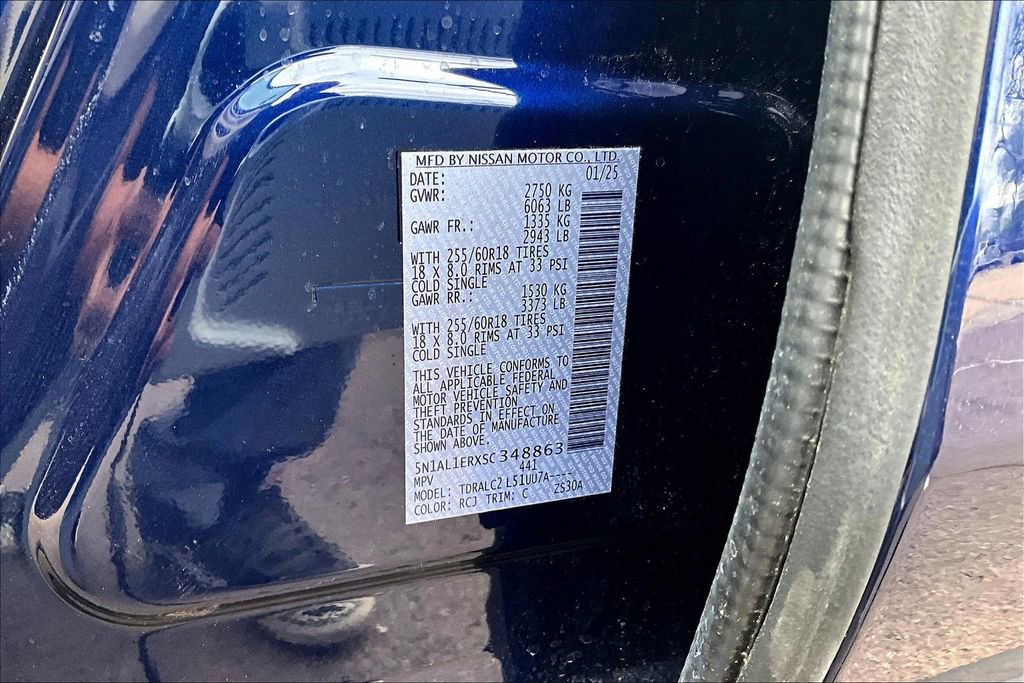 MFD BY NISSAN MOTOR CO., LTD.
DATE: 01/25
GVWR: 2750 KG
6063 LB
GAWR FR.: 1335 KG
2943 LB
WITH 255/60R18 TIRES
18 X 8.0 RIMS AT 33 PSI
COLD SINGLE
GAWR RR.: 1530 KG
3373 LB
WITH 255/60R18 TIRES
18 X 8.0 RIMS AT 33 PSI
COLD SINGLE
THIS VEHICLE CONFORMS TO
ALL APPLICABLE FEDERAL
MOTOR VEHICLE SAFETY AND
THEFT PREVENTION
STANDARDS IN EFFECT ON
THE DATE OF MANUFACTURE
SHOWN ABOVE.
5N1AL1ERXSC348863
MPV 441
MODEL: TDRALC2 L51UU7A---
COLOR: RCJ TRIM: C ZS30A